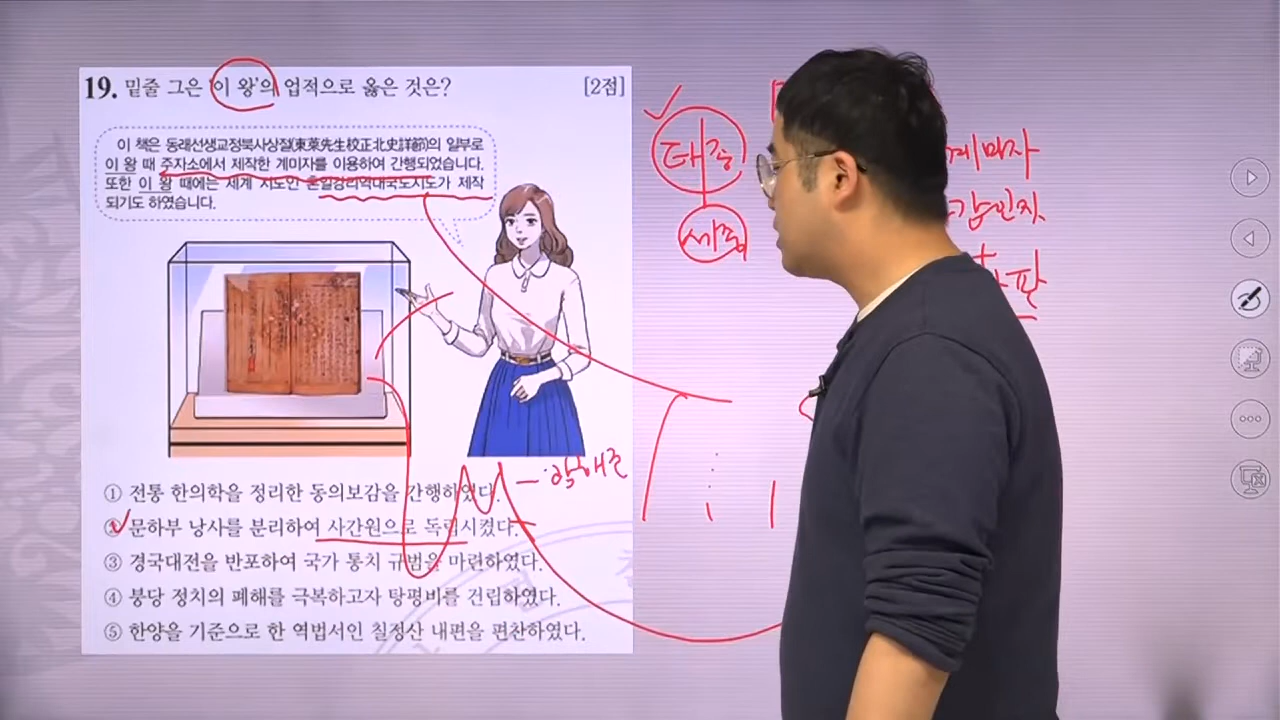 19. 밑줄 그은 '이 왕'의 업적으로 옳은 것은? [2점]
이 책은 동래선생교정북사상절(東萊先生校正北史詳節)의 일부로
이 왕 때 주자소에서 제작한 계미자를 이용하여 간행되었습니다.
또한 이 왕 때에는 세계 지도인 혼일강리역대국도지도가 제작
되기도 하였습니다.
① 전통 한의학을 정리한 동의보감을 간행하였다.
② 문하부 낭사를 분리하여 사간원으로 독립시켰다.
③ 경국대전을 반포하여 국가 통치 규범을 마련하였다.
④ 붕당 정치의 폐해를 극복하고자 탕평비를 건립하였다.
⑤ 한양을 기준으로 한 역법서인 칠정산 내편을 편찬하였다.
태종
세종
계미자
갑인자
판